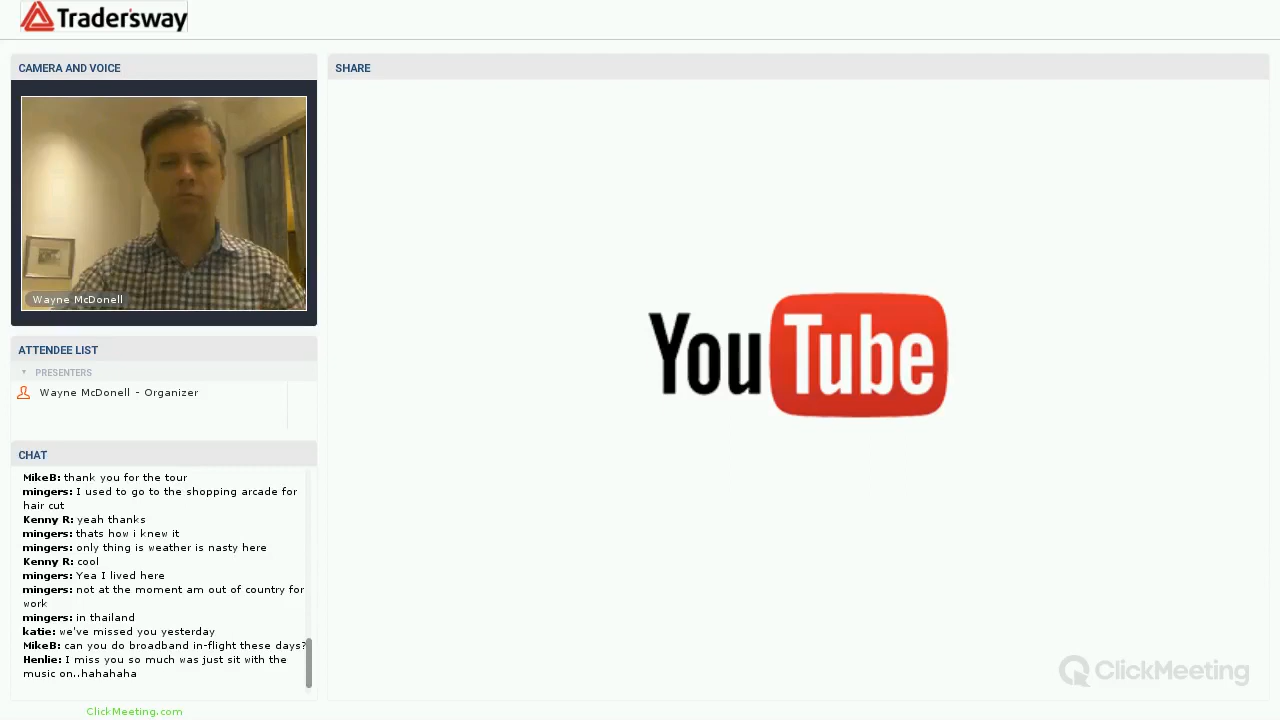 Tradersway
CAMERA AND VOICE
SHARE
Wayne McDonell
ATTENDEE LIST
PRESENTERS
Wayne McDonell - Organizer
CHAT
MikeB: thank you for the tour
mingers: I used to go to the shopping arcade for
hair cut
Kenny R: yeah thanks
mingers: thats how i knew it
mingers: only thing is weather is nasty here
Kenny R: cool
mingers: Yea I lived here
mingers: not at the moment am out of country for
work
mingers: in thailand
katie: we've missed you yesterday
MikeB: can you do broadband in-flight these days?
Henlie: I miss you so much was just sit with the
music on..hahahaha
ClickMeeting.com
YouTube
ClickMeeting